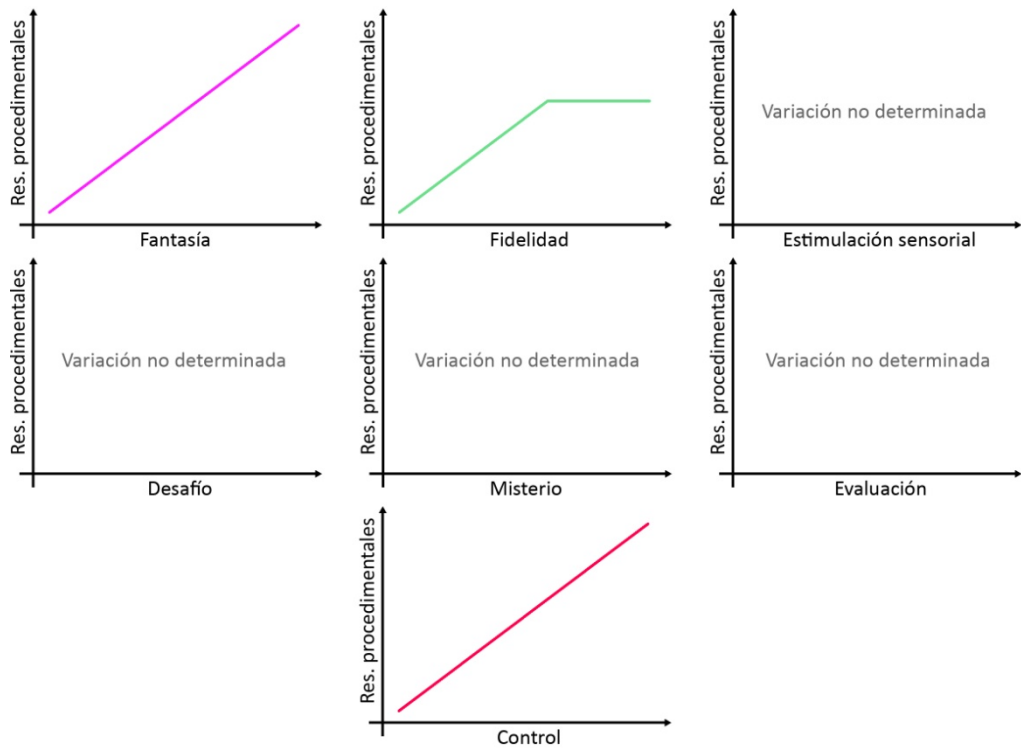 Res. procedimentales
Fantasía
Res. procedimentales
Fidelidad
Res. procedimentales
Variación no determinada
Estimulación sensorial
Res. procedimentales
Variación no determinada
Desafío
Res. procedimentales
Variación no determinada
Misterio
Res. procedimentales
Variación no determinada
Evaluación
Res. procedimentales
Control